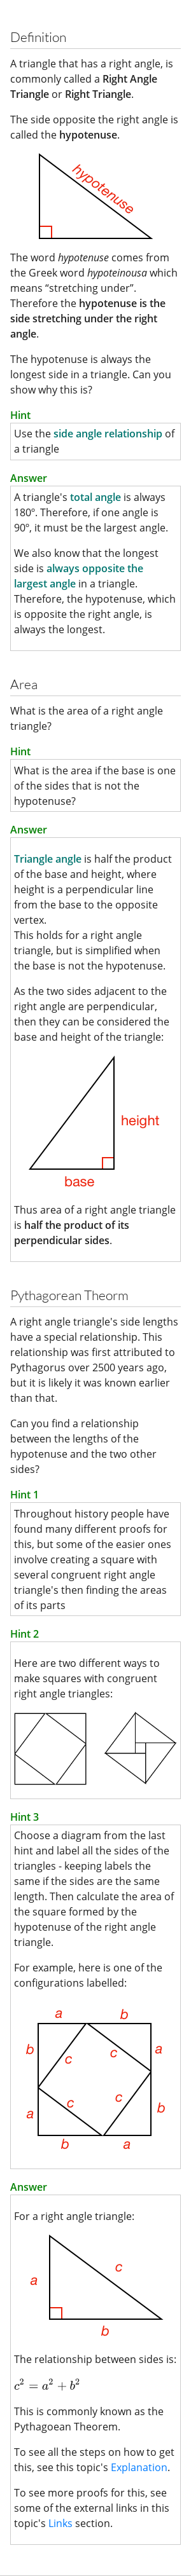 Definition
A triangle that has a right angle, is
commonly called a Right Angle
Triangle or Right Triangle.
The side opposite the right angle is
called the hypotenuse.
hypotenuse
The word hypotenuse comes from
the Greek word hypoteinousa which
means “stretching under”.
Therefore the hypotenuse is the
side stretching under the right
angle.
The hypotenuse is always the
longest side in a triangle. Can you
show why this is?
Hint
Use the side angle relationship of
a triangle
Answer
A triangle's total angle is always
180º. Therefore, if one angle is
90º, it must be the largest angle.
We also know that the longest
side is always opposite the
largest angle in a triangle.
Therefore, the hypotenuse, which
is opposite the right angle, is
always the longest.
Area
What is the area of a right angle
triangle?
Hint
What is the area if the base is one
of the sides that is not the
hypotenuse?
Answer
Triangle angle is half the product
of the base and height, where
height is a perpendicular line
from the base to the opposite
vertex.
This holds for a right angle
triangle, but is simplified when
the base is not the hypotenuse.
As the two sides adjacent to the
right angle are perpendicular,
then they can be considered the
base and height of the triangle:
height
base
Thus area of a right angle triangle
is half the product of its
perpendicular sides.
Pythagorean Theorm
A right angle triangle's side lengths
have a special relationship. This
relationship was first attributed to
Pythagorus over 2500 years ago,
but it is likely it was known earlier
than that.
Can you find a relationship
between the lengths of the
hypotenuse and the two other
sides?
Hint 1
Throughout history people have
found many different proofs for
this, but some of the easier ones
involve creating a square with
several congruent right angle
triangle's then finding the areas
of its parts
Hint 2
Here are two different ways to
make squares with congruent
right angle triangles:
Hint 3
Choose a diagram from the last
hint and label all the sides of the
triangles - keeping labels the
same if the sides are the same
length. Then calculate the area of
the square formed by the
hypotenuse of the right angle
triangle.
For example, here is one of the
configurations labelled:
a b
b c c a
a c c b
b a
Answer
For a right angle triangle:
a c
b
The relationship between sides is:
c² = a² + b²
This is commonly known as the
Pythagoean Theorem.
To see all the steps on how to get
this, see this topic's Explanation.
To see more proofs for this, see
some of the external links in this
topic's Links section.